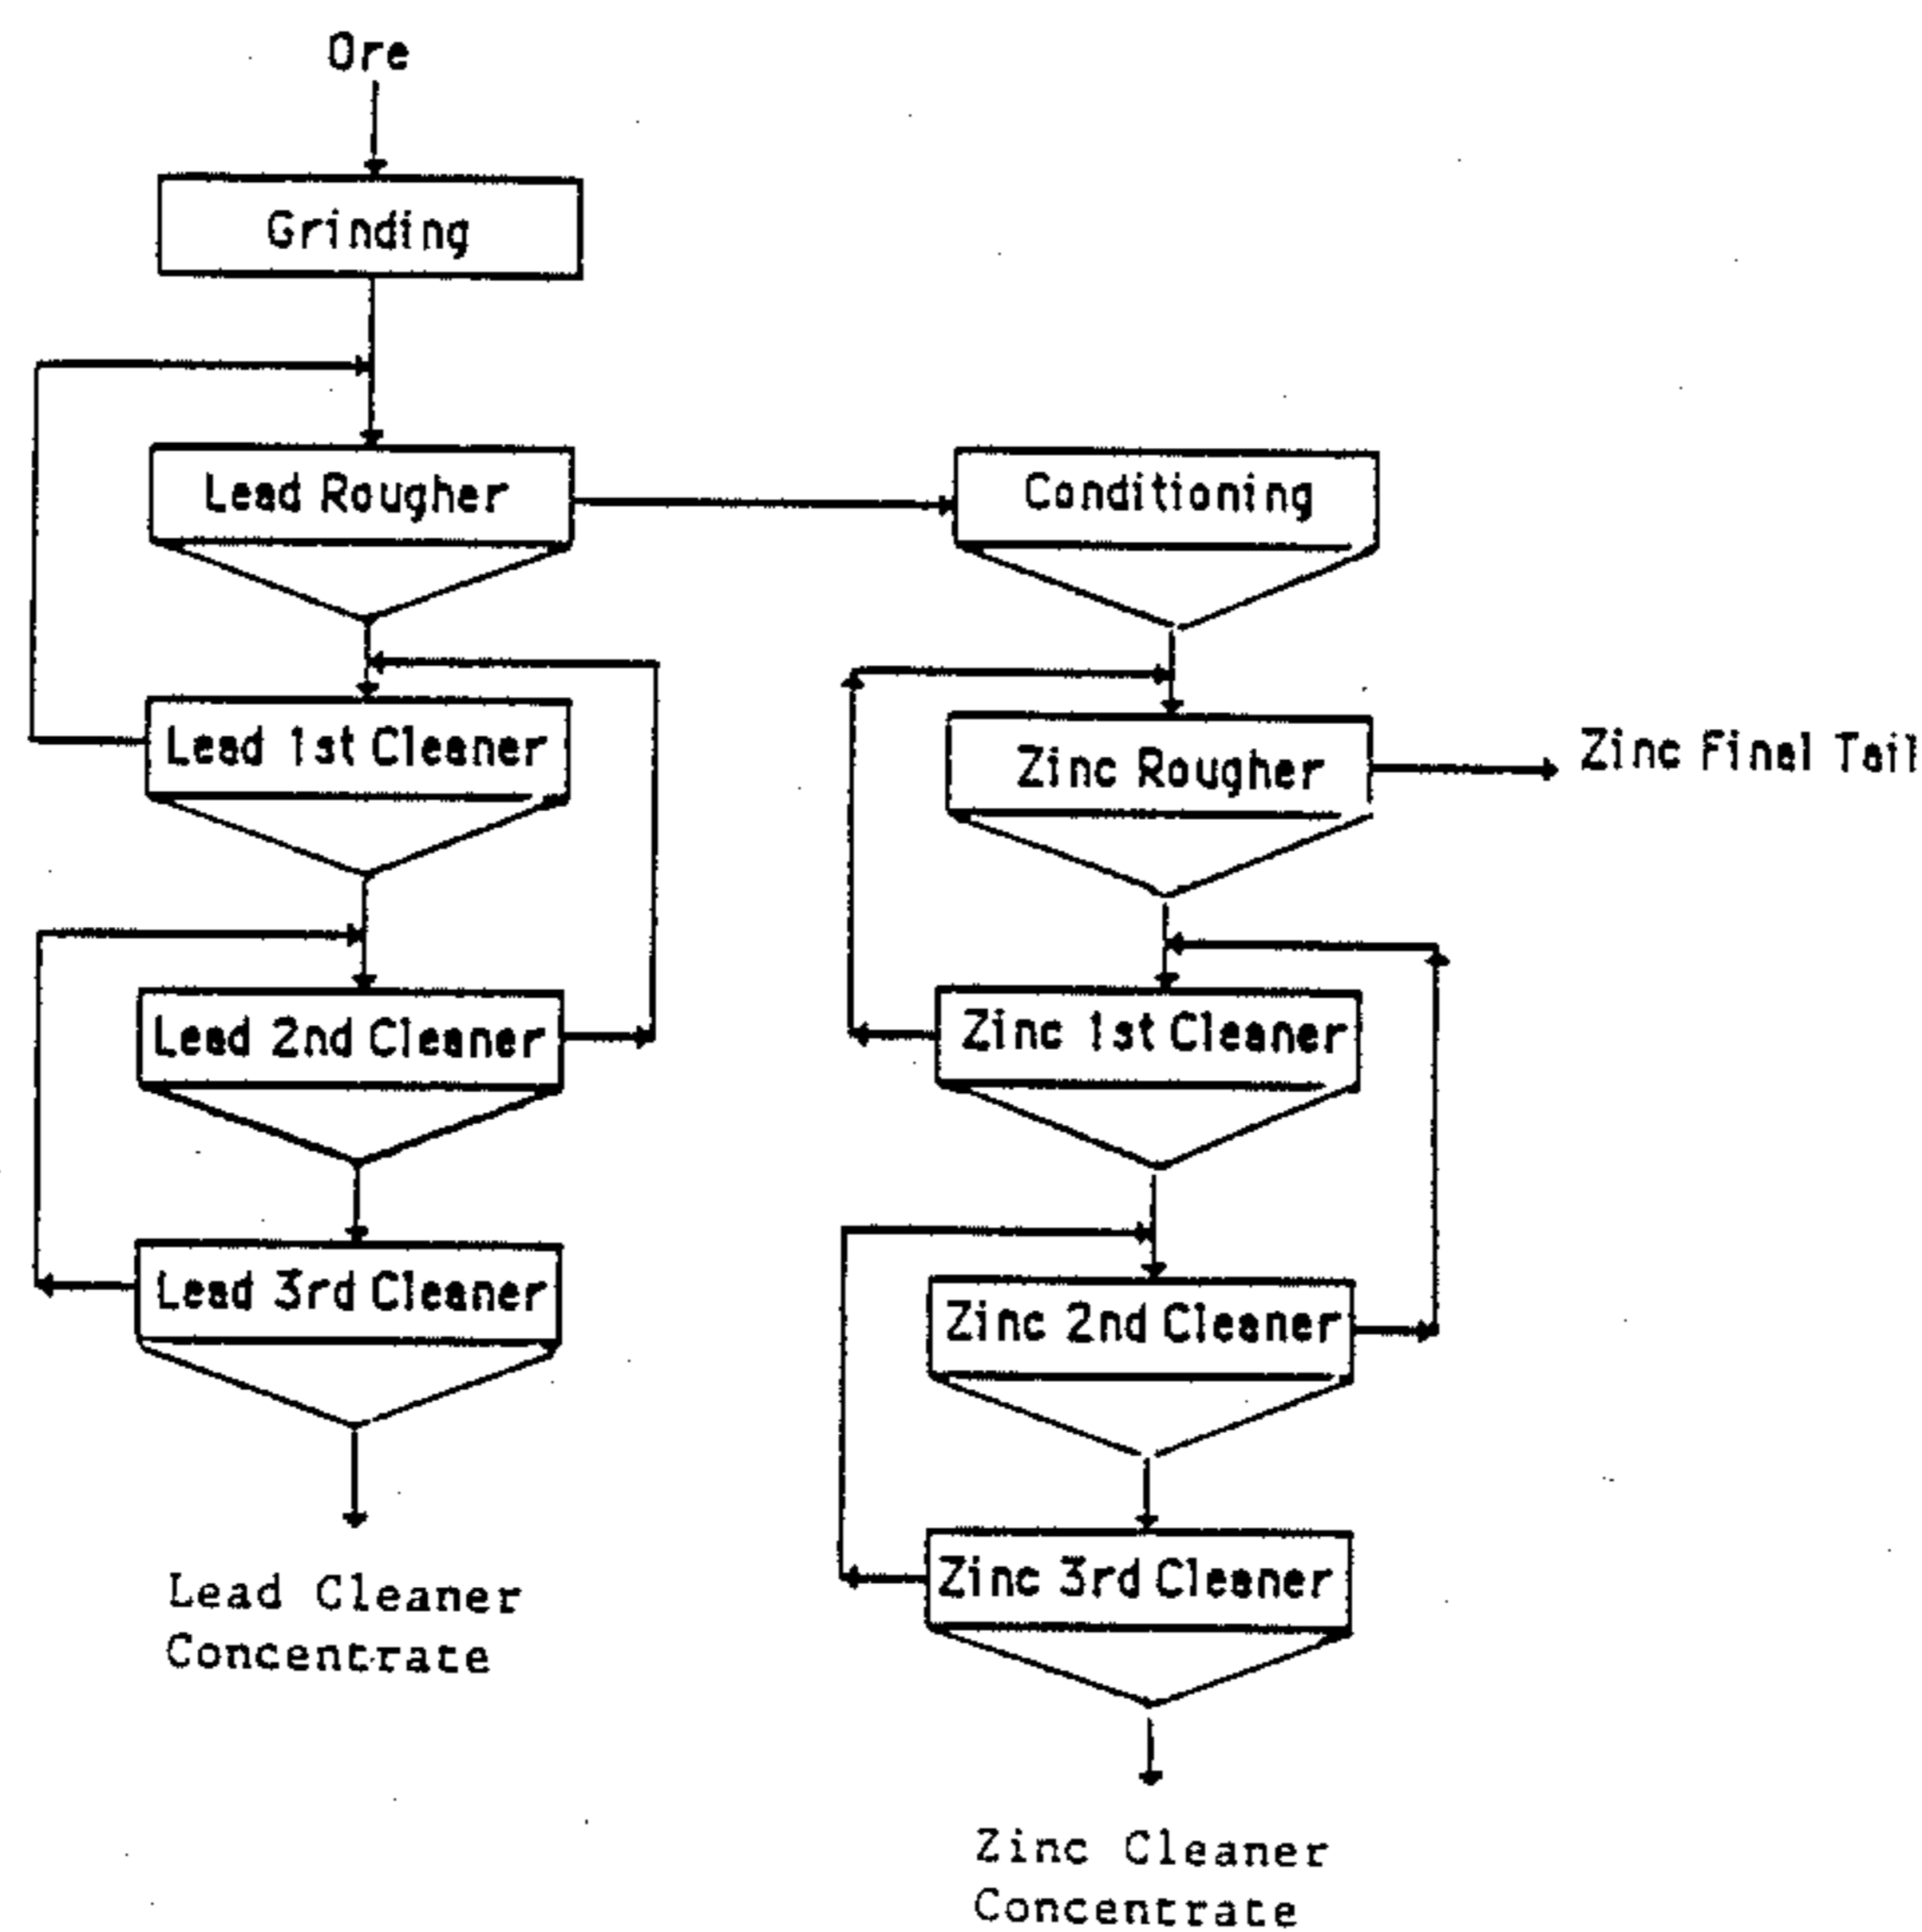 Ore
Grinding
Lead Rougher
Conditioning
Lead 1st Cleaner
Zinc Rougher
Zinc Final Tail
Lead 2nd Cleaner
Zinc 1st Cleaner
Lead 3rd Cleaner
Zinc 2nd Cleaner
Zinc 3rd Cleaner
Lead Cleaner
Concentrate
Zinc Cleaner
Concentrate